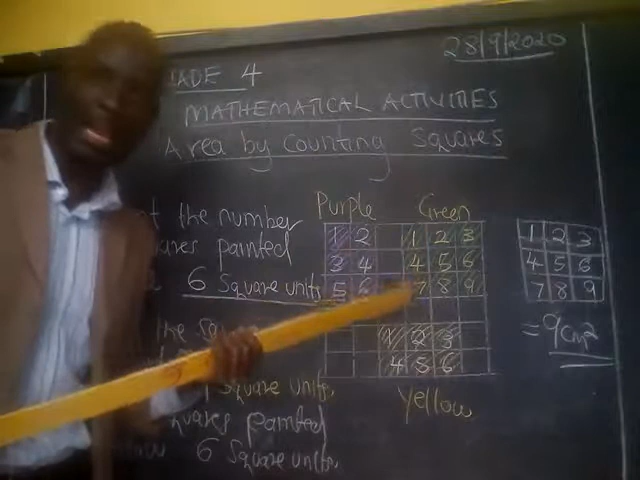 28/9/2020
ADE 4
MATHEMATICAL ACTIVITIES
Area by Counting Squares
the number
painted
6 Square units
Purple Green
1 2 1 2 3
3 4 4 5 6
5 6 7 8 9
1 2 3
4 5 6
Yellow
1 2 3
4 5 6
7 8 9
= 9cm2
the
Square units
painted
6 Square units